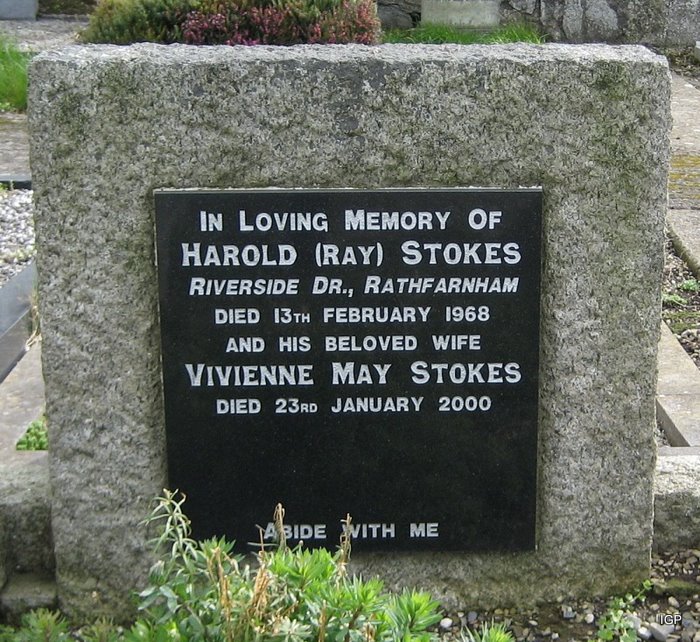 IN LOVING MEMORY OF
HAROLD (RAY) STOKES
RIVERSIDE DR., RATHFARNHAM
DIED 13TH FEBRUARY 1968
AND HIS BELOVED WIFE
VIVIENNE MAY STOKES
DIED 23RD JANUARY 2000
ABIDE WITH ME
IGP